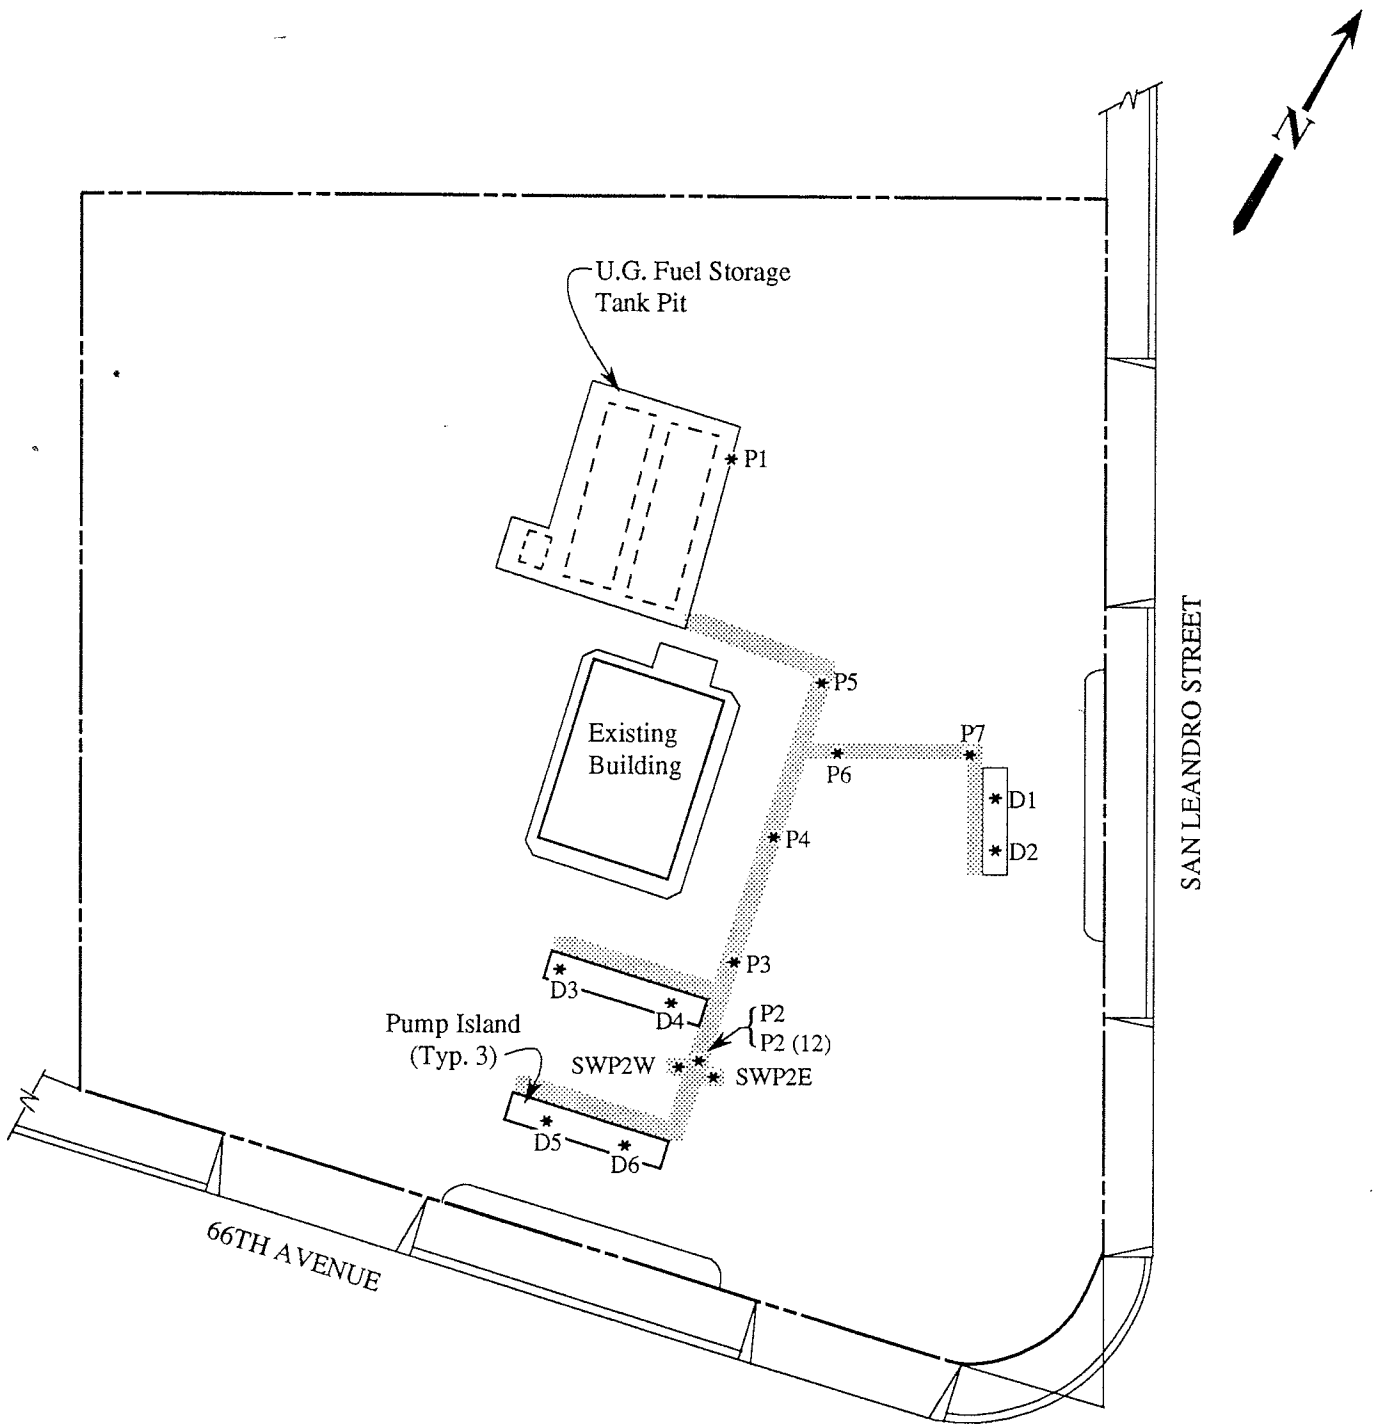 N
U.G. Fuel Storage
Tank Pit
P1
P5
P7
P6
Existing
Building
D1
P4
D2
SAN LEANDRO STREET
P3
D3
D4
P2
P2 (12)
Pump Island
(Typ. 3)
SWP2W
SWP2E
D5
D6
66TH AVENUE